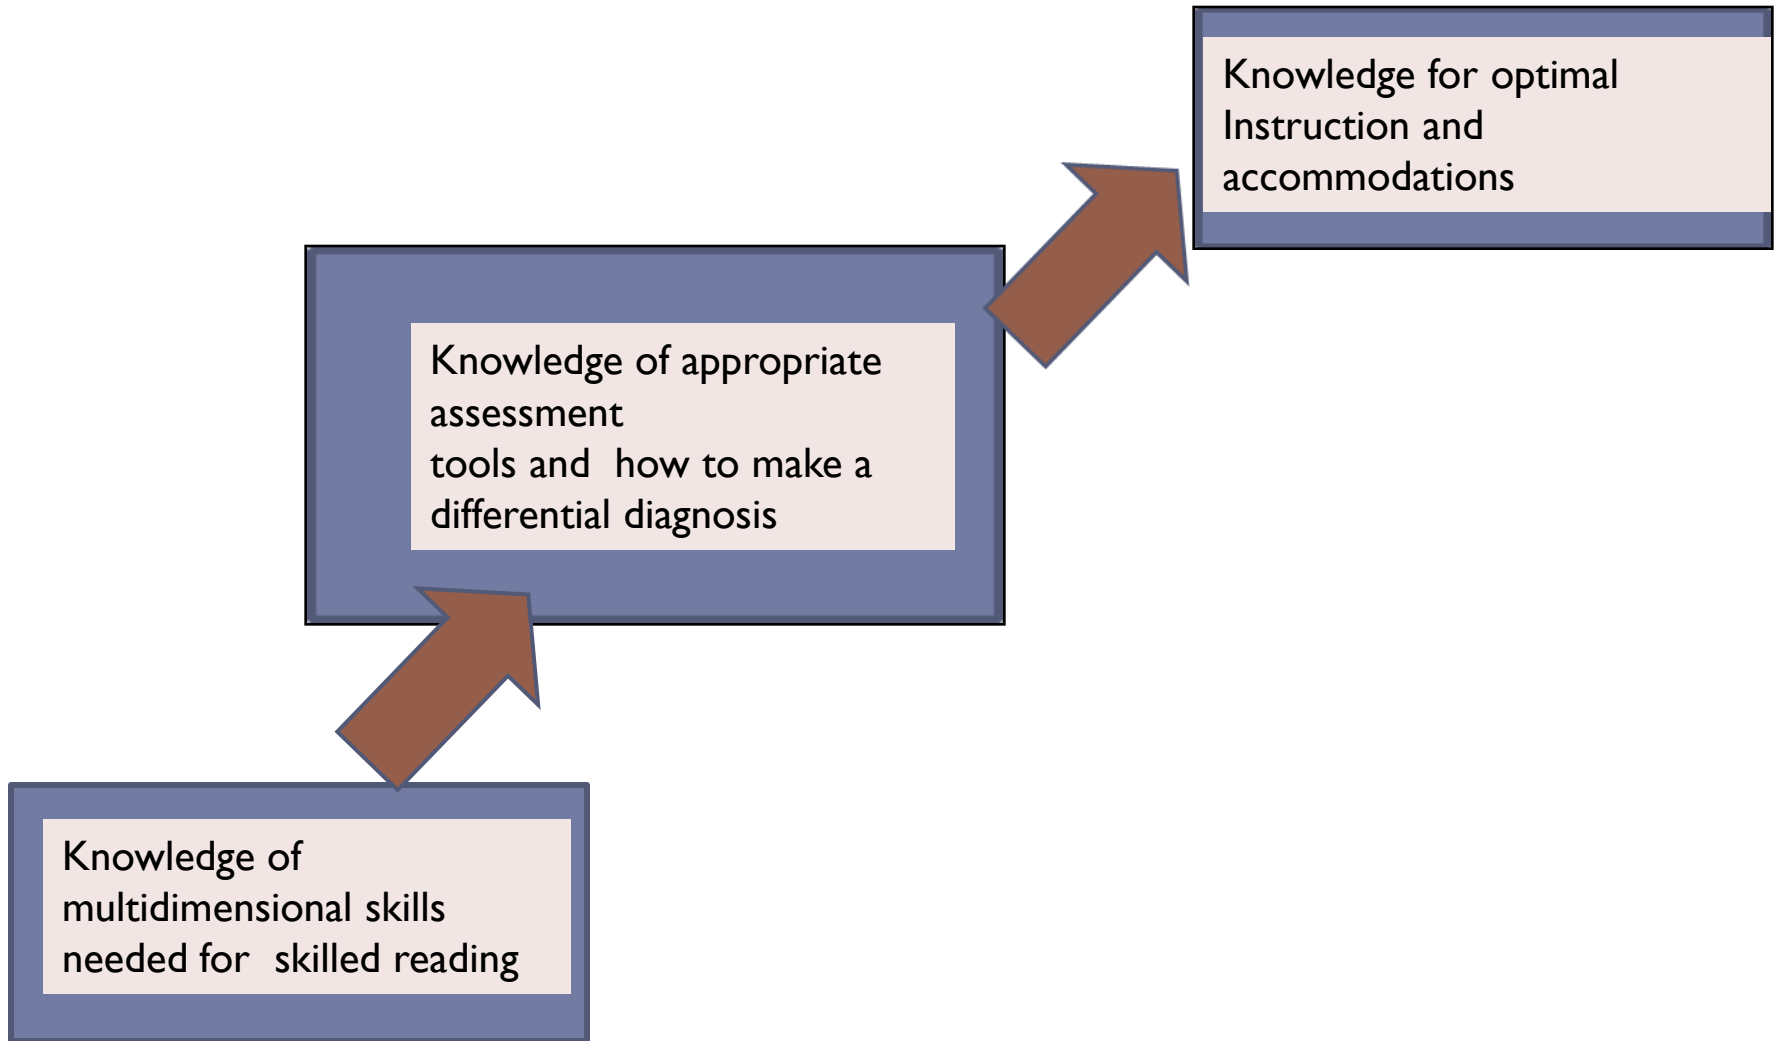 Knowledge for optimal
Instruction and
accommodations
Knowledge of appropriate
assessment
tools and  how to make a
differential diagnosis
Knowledge of
multidimensional skills
needed for  skilled reading